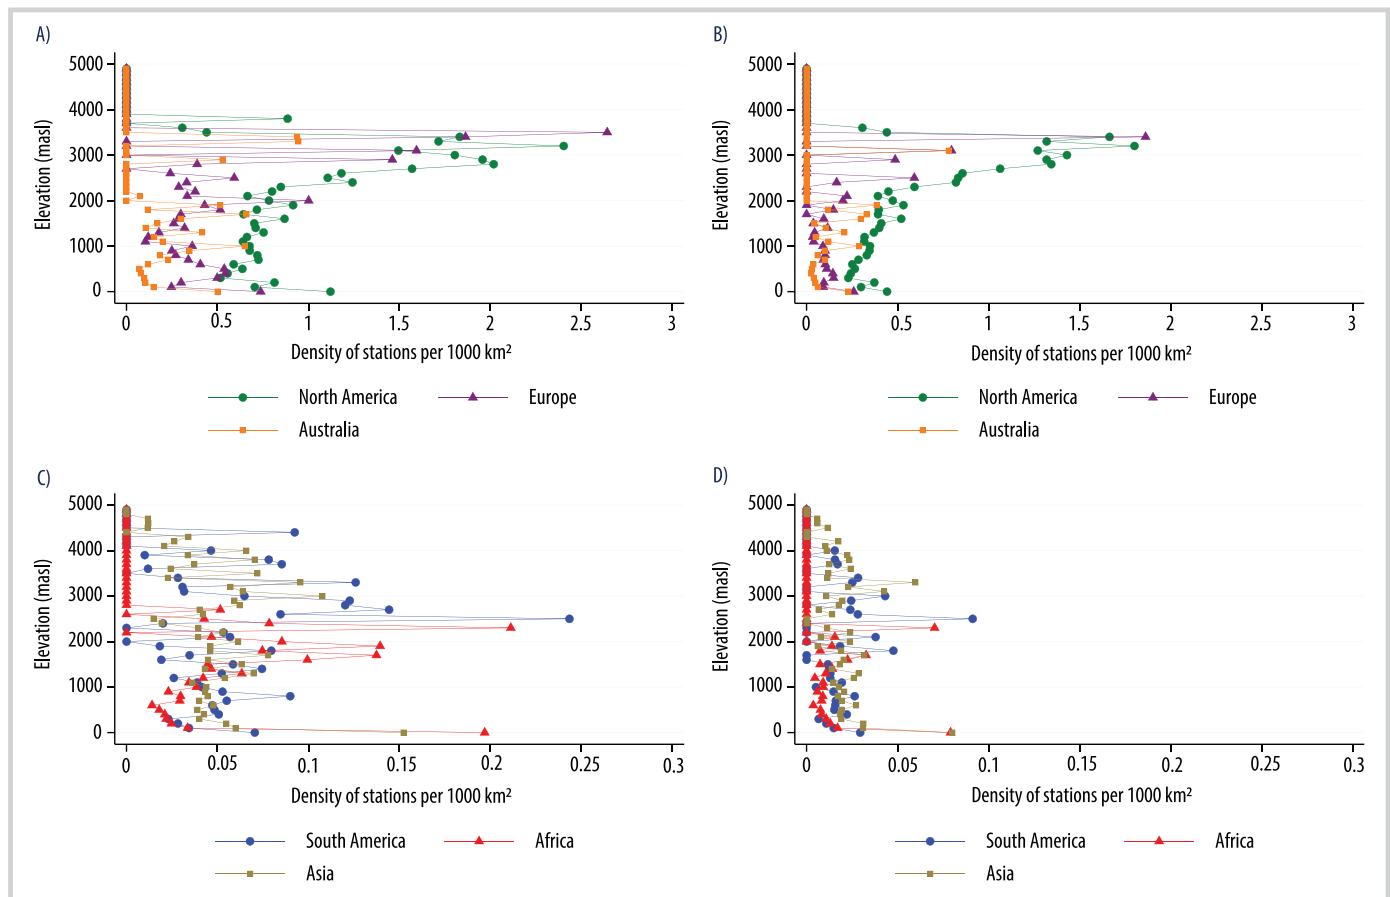 A)
5000
4000
3000
2000
1000
0
Elevation (masl)
0 0.5 1 1.5 2 2.5 3
Density of stations per 1000 km²
North America Europe
Australia
B)
5000
4000
3000
2000
1000
0
Elevation (masl)
0 0.5 1 1.5 2 2.5 3
Density of stations per 1000 km²
North America Europe
Australia
C)
5000
4000
3000
2000
1000
0
Elevation (masl)
0 0.05 0.1 0.15 0.2 0.25 0.3
Density of stations per 1000 km²
South America Africa
Asia
D)
5000
4000
3000
2000
1000
0
Elevation (masl)
0 0.05 0.1 0.15 0.2 0.25 0.3
Density of stations per 1000 km²
South America Africa
Asia